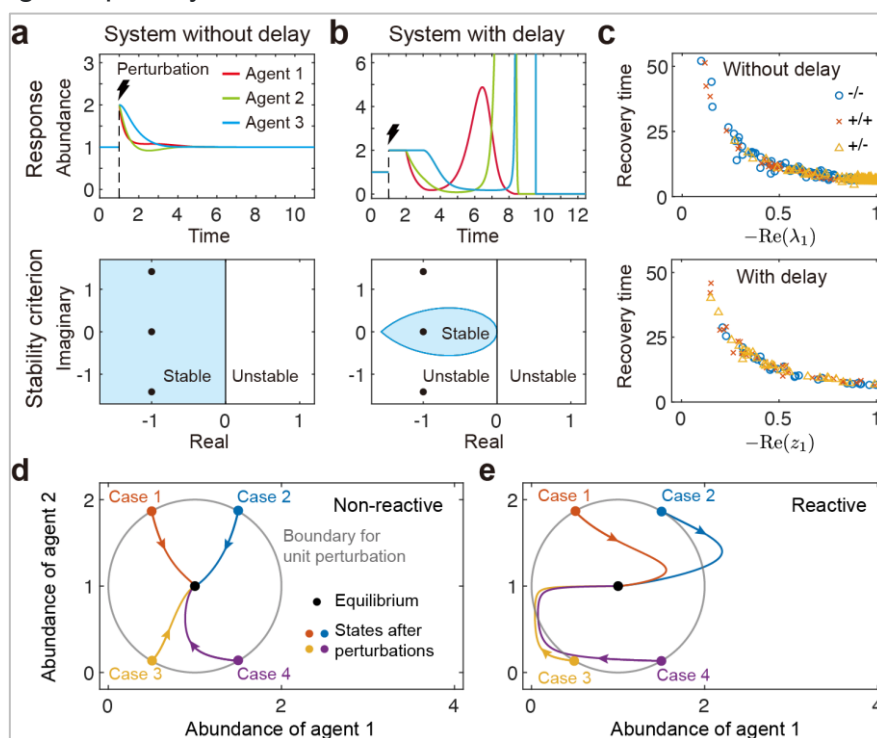 a System without delay
Response
Abundance
3
2
1
0
Perturbation
Agent 1
Agent 2
Agent 3
0 2 4 6 8 10
Time
b System with delay
6
4
2
0
0 2 4 6 8 10 12
Time
c
Recovery time
50
25
0
Without delay
-/-
+/+
+/-
0 0.5 1
−Re(λ₁)
Stability criterion
Imaginary
1
0
-1
Stable
Unstable
-1 0 1
Real
1
0
-1
Stable
Unstable
Unstable
-1 0 1
Real
Recovery time
50
25
0
With delay
0 0.5 1
−Re(z₁)
d
Abundance of agent 2
2
1
0
Case 1
Case 2
Non-reactive
Boundary for
unit perturbation
Equilibrium
States after
perturbations
Case 3
Case 4
0 2 4
Abundance of agent 1
e
2
1
0
Case 1
Case 2
Reactive
Case 3
Case 4
0 2 4
Abundance of agent 1